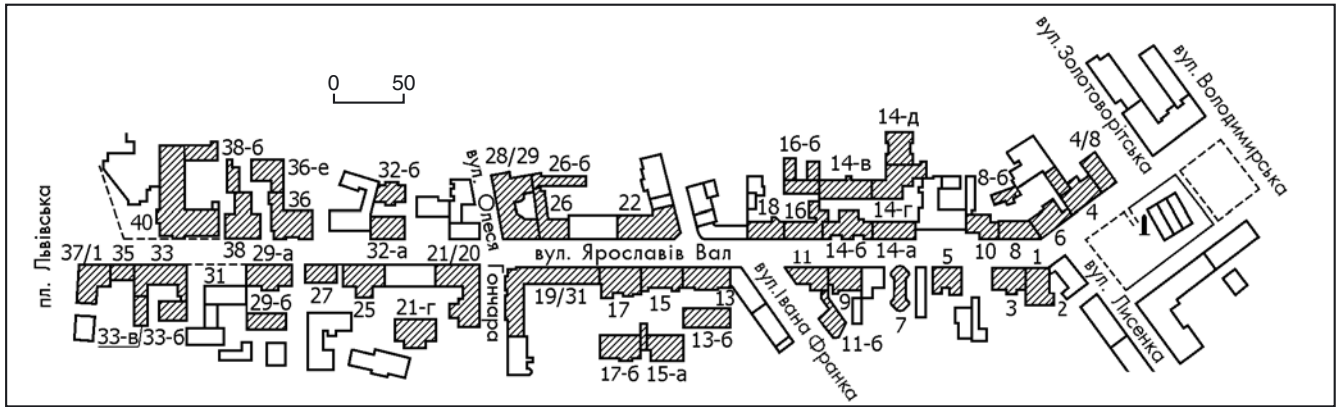 вул. Золотоворітська
вул. Володимирська
0 50
14-д
4/8
16-б
38-б
36-е
32-б
28/29
26-б
14-в
8-б
вул. Олеся
36
26
22
18
16
14-г
4
40
38
29-а
32-а
21/20
вул. Ярославів Вал
14-б
14-а
10
8
6
1
пл. Львівська
37/1
35
33
31
29-б
27
25
21-г
Гончара
19/31
17
15
13
вул.Івана Франка
11
9
7
5
3
1
2
вул. Лисенка
33-в/33-б
17-б
15-а
13-б
11-б